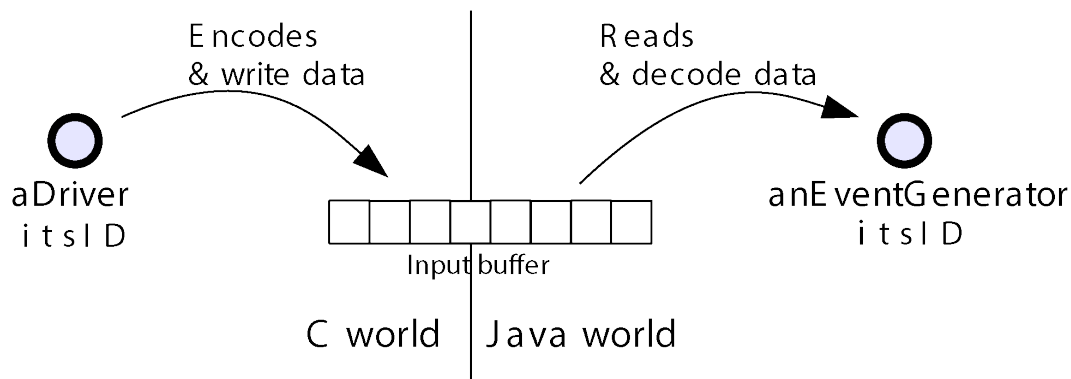 Encodes
& write data
Reads
& decode data
aDriver
itsID
anEventGenerator
itsID
Input buffer
C world
Java world